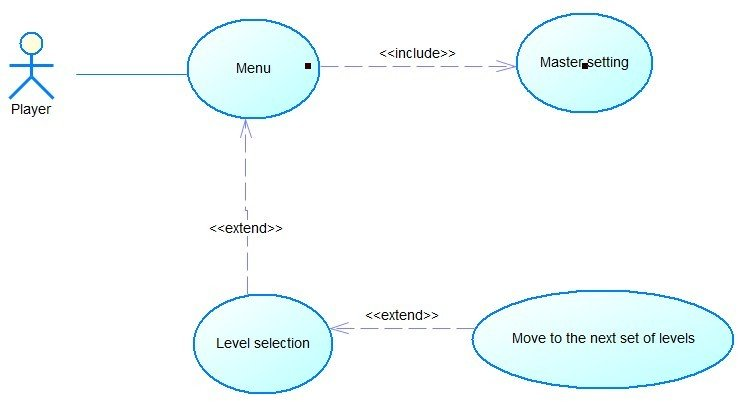 <<include>>
Menu
Master setting
Player
<<extend>>
<<extend>>
Level selection
Move to the next set of levels